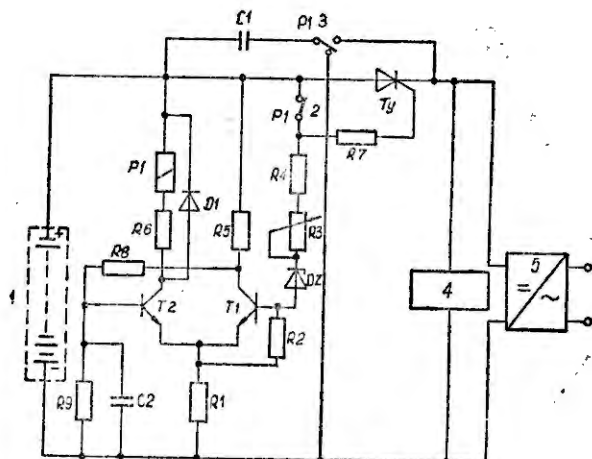 C1
P1 3
P1 2
Ty
R7
P1
R4
D1
R6
R5
R3
R8
DZ
1
T2
T1
R2
4
5
= ~
R9
C2
R1
+
-